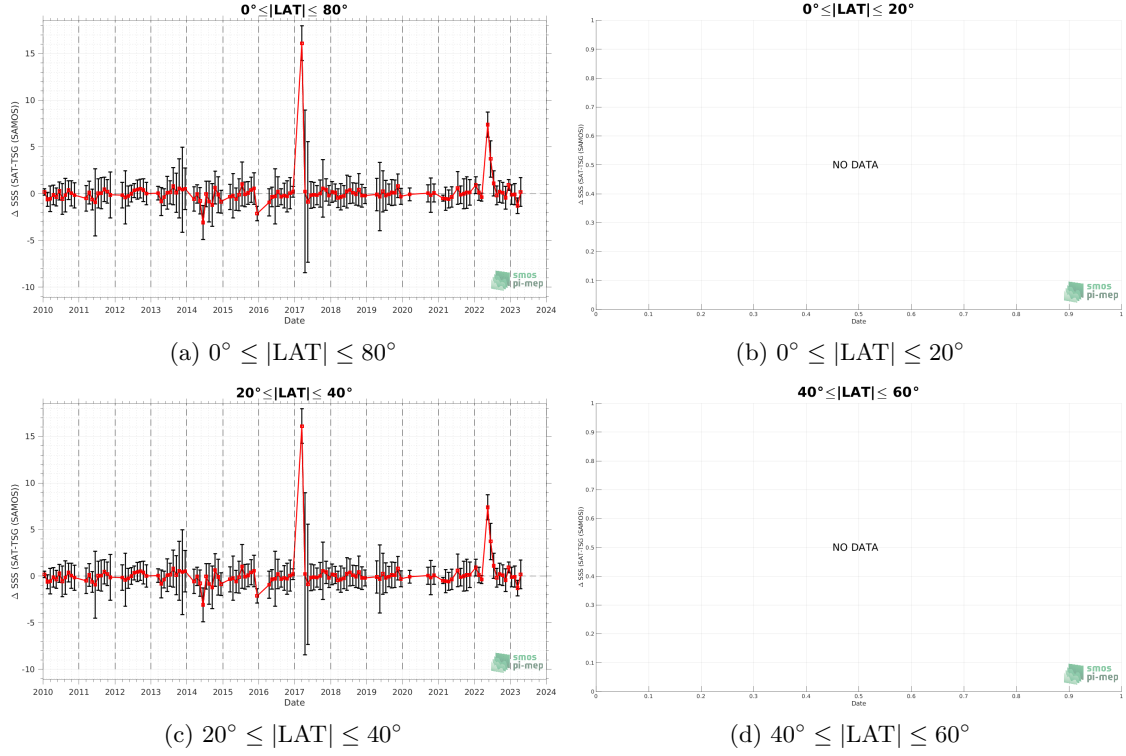 0°≤|LAT|≤ 80°
Δ SSS (SAT-TSG (SAMOS))
15
10
5
0
-5
-10
2010 2011 2012 2013 2014 2015 2016 2017 2018 2019 2020 2021 2022 2023 2024
Date
smos
pi-mep
(a) 0° ≤ |LAT| ≤ 80°
0°≤|LAT|≤ 20°
Δ SSS (SAT-TSG (SAMOS))
1
0.9
0.8
0.7
0.6
0.5
0.4
0.3
0.2
0.1
0
NO DATA
0 0.1 0.2 0.3 0.4 0.5 0.6 0.7 0.8 0.9 1
Date
smos
pi-mep
(b) 0° ≤ |LAT| ≤ 20°
20°≤|LAT|≤ 40°
Δ SSS (SAT-TSG (SAMOS))
15
10
5
0
-5
-10
2010 2011 2012 2013 2014 2015 2016 2017 2018 2019 2020 2021 2022 2023 2024
Date
smos
pi-mep
(c) 20° ≤ |LAT| ≤ 40°
40°≤|LAT|≤ 60°
Δ SSS (SAT-TSG (SAMOS))
1
0.9
0.8
0.7
0.6
0.5
0.4
0.3
0.2
0.1
0
NO DATA
0 0.1 0.2 0.3 0.4 0.5 0.6 0.7 0.8 0.9 1
Date
smos
pi-mep
(d) 40° ≤ |LAT| ≤ 60°